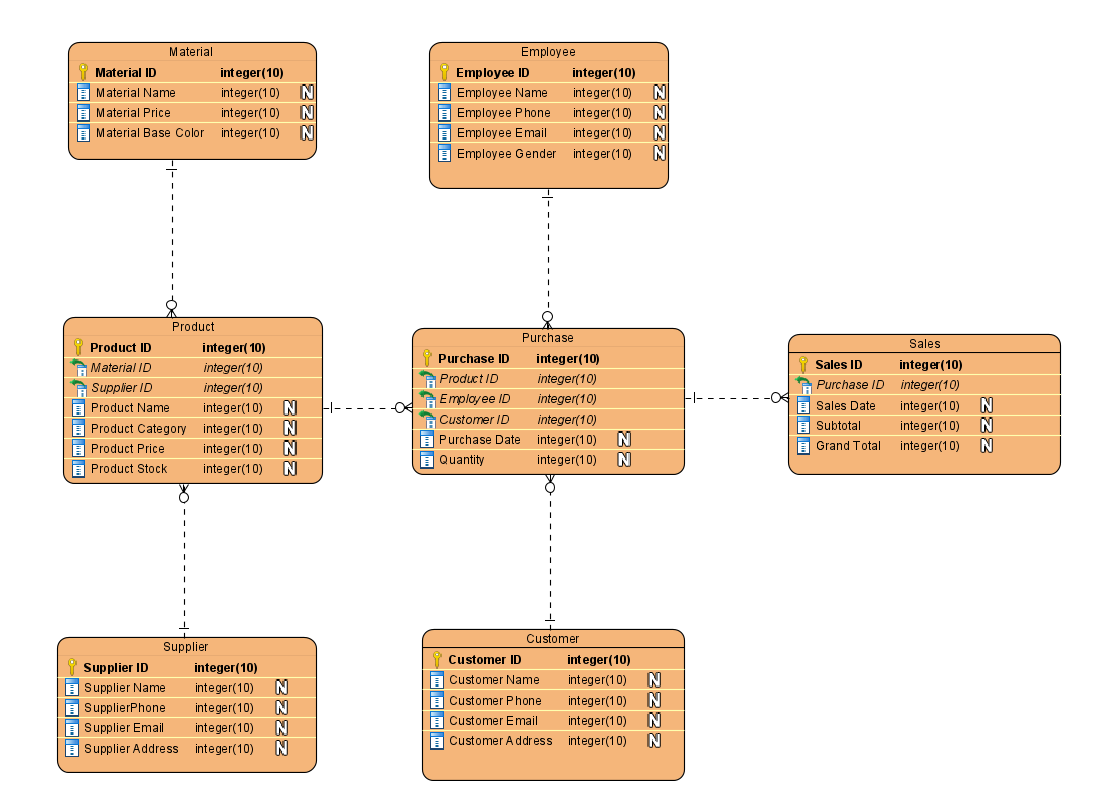 Material
Material ID integer(10)
Material Name integer(10) N
Material Price integer(10) N
Material Base Color integer(10) N
Employee
Employee ID integer(10)
Employee Name integer(10) N
Employee Phone integer(10) N
Employee Email integer(10) N
Employee Gender integer(10) N
Product
Product ID integer(10)
Material ID integer(10)
Supplier ID integer(10)
Product Name integer(10) N
Product Category integer(10) N
Product Price integer(10) N
Product Stock integer(10) N
Purchase
Purchase ID integer(10)
Product ID integer(10)
Employee ID integer(10)
Customer ID integer(10)
Purchase Date integer(10) N
Quantity integer(10) N
Sales
Sales ID integer(10)
Purchase ID integer(10)
Sales Date integer(10) N
Subtotal integer(10) N
Grand Total integer(10) N
Supplier
Supplier ID integer(10)
Supplier Name integer(10) N
SupplierPhone integer(10) N
Supplier Email integer(10) N
Supplier Address integer(10) N
Customer
Customer ID integer(10)
Customer Name integer(10) N
Customer Phone integer(10) N
Customer Email integer(10) N
Customer Address integer(10) N